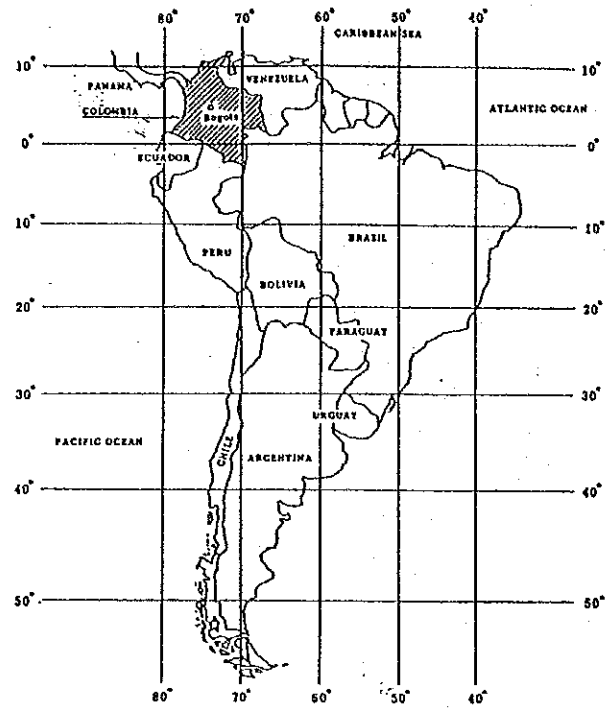 80° 70° 60° 50° 40°
CARIBBEAN SEA
10° 10°
PANAMA VENEZUELA
COLOMBIA Bogota ATLANTIC OCEAN
0° 0°
ECUADOR
10° 10°
PERU BRASIL
BOLIVIA
20° 20°
PARAGUAY
30° 30°
URGUAY
PACIFIC OCEAN CHILE ARGENTINA
40° 40°
50° 50°
80° 70° 60° 50° 40°